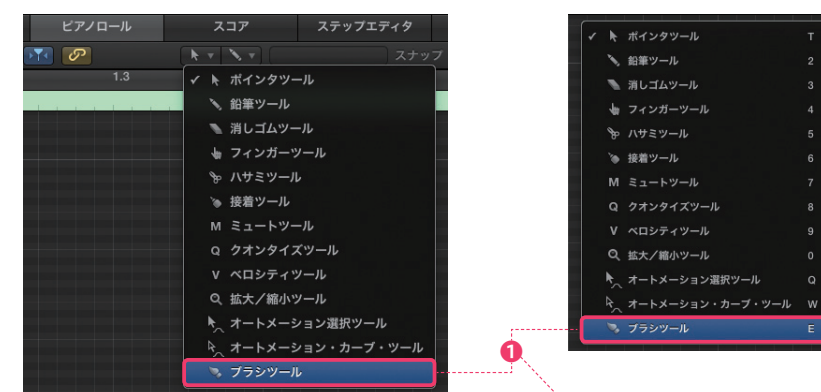 ピアノロール スコア ステップエディタ
スナップ
1.3
✓ ポインタツール
鉛筆ツール
消しゴムツール
フィンガーツール
ハサミツール
接着ツール
M ミュートツール
Q クオンタイズツール
V ベロシティツール
拡大／縮小ツール
オートメーション選択ツール
オートメーション・カーブ・ツール
ブラシツール
❶
✓ ポインタツール T
鉛筆ツール 2
消しゴムツール 3
フィンガーツール 4
ハサミツール 5
接着ツール 6
M ミュートツール 7
Q クオンタイズツール 8
V ベロシティツール 9
拡大／縮小ツール 0
オートメーション選択ツール Q
オートメーション・カーブ・ツール W
ブラシツール E